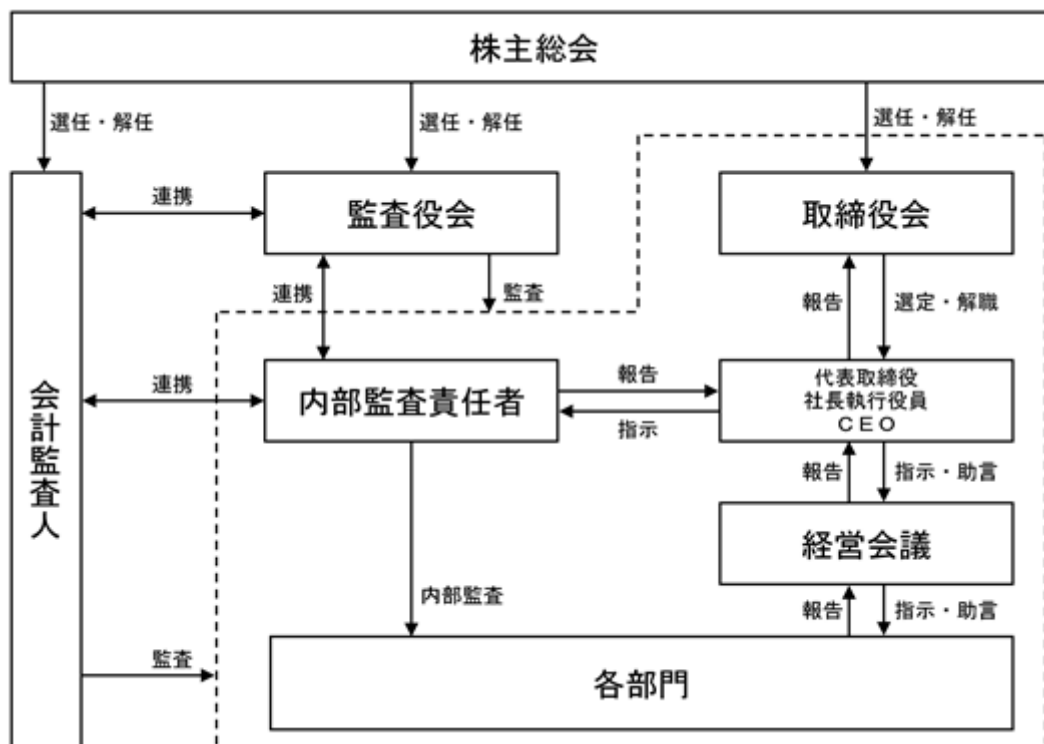 株主総会
選任・解任
選任・解任
選任・解任
連携
監査役会
取締役会
連携
監査
報告
選定・解職
会計監査人
連携
内部監査責任者
報告
指示
代表取締役
社長執行役員
CEO
報告
指示・助言
経営会議
内部監査
報告
指示・助言
監査
各部門